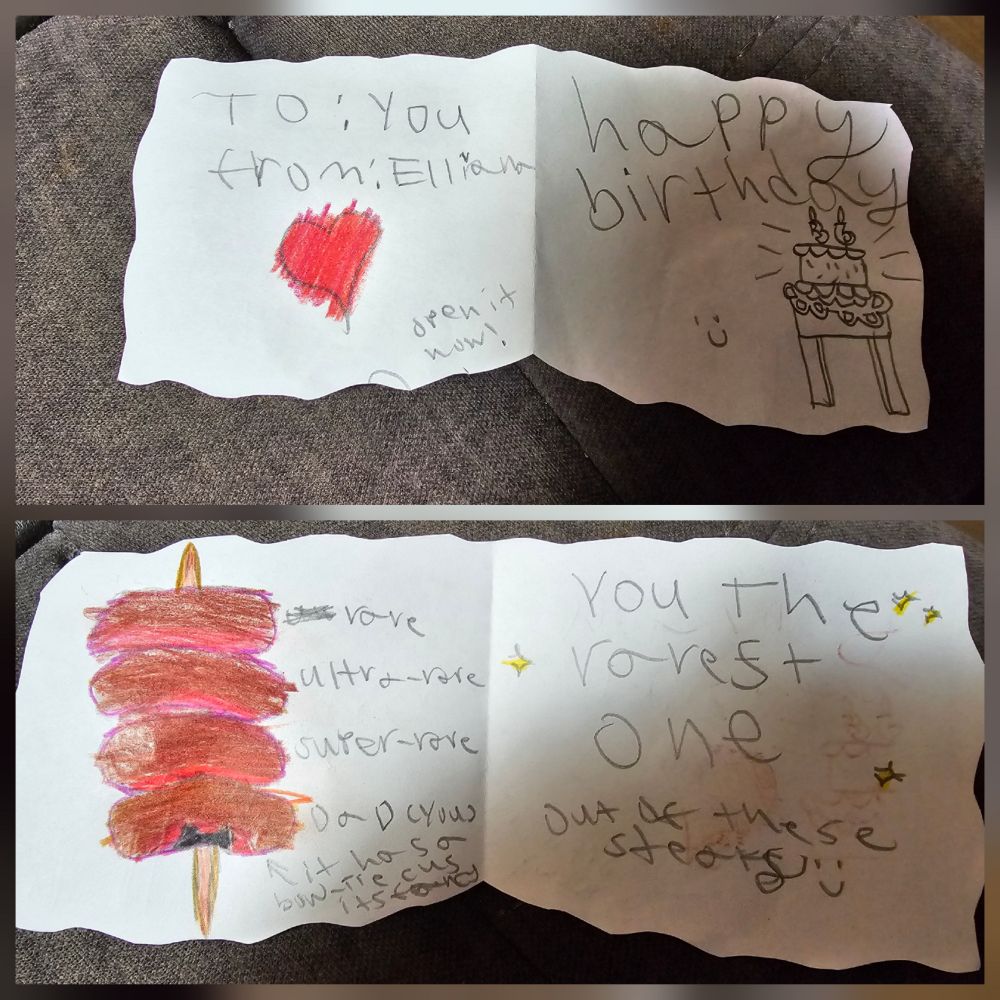 TO: You
from: Elliana
open it
now!
happy
birthday
36
rare
ultra-rare
super-rare
DaD (you)
it has a
bow-tie cus
its fancy
You the
rarest
one
out of these
steaks